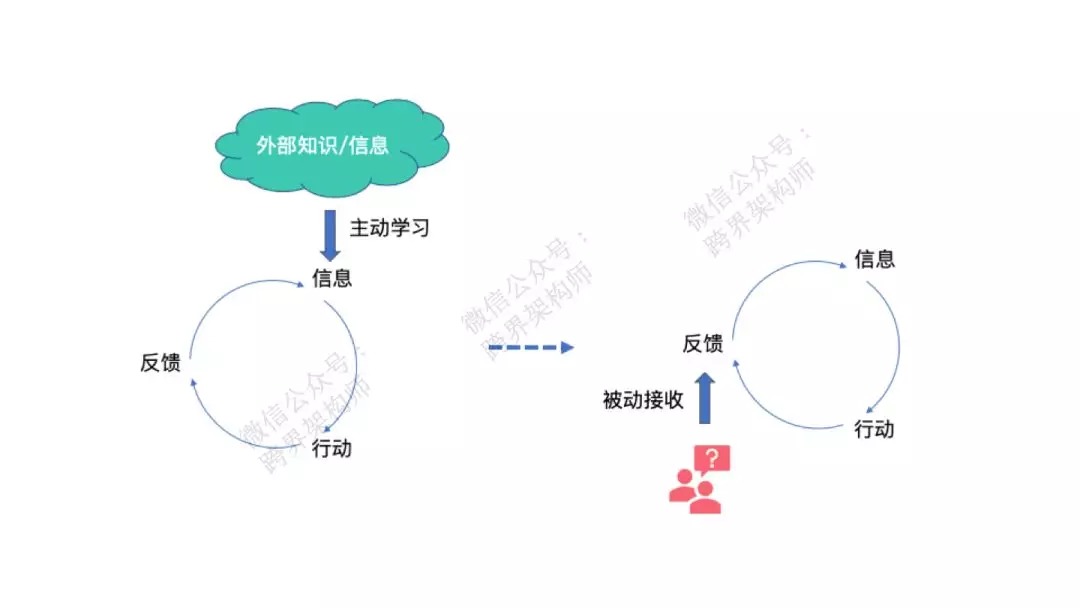 外部知识/信息
主动学习
信息
反馈
行动
信息
反馈
被动接收
行动
?
微信公众号：
跨界架构师
微信公众号：
跨界架构师
微信公众号：
跨界架构师